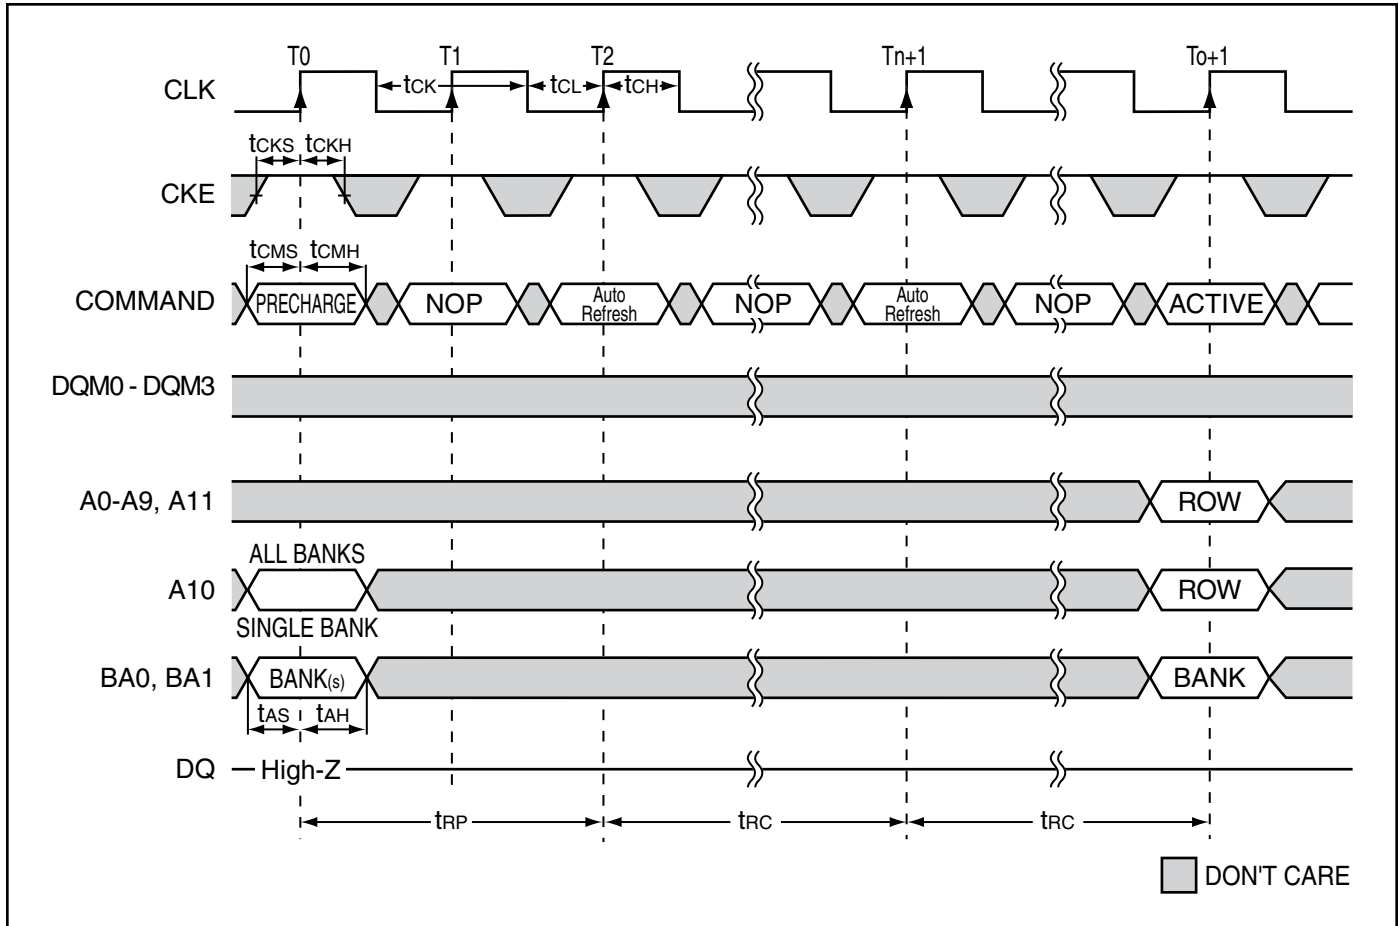 T0 T1 T2 Tn+1 To+1
CLK tCK tCL tCH
tCKS tCKH
CKE
tCMS tCMH
COMMAND PRECHARGE NOP Auto Refresh NOP Auto Refresh NOP ACTIVE
DQM0 - DQM3
A0-A9, A11 ROW
ALL BANKS
A10 ROW
SINGLE BANK
BA0, BA1 BANK(s) BANK
tAS tAH
DQ High-Z
tRP tRC tRC
DON'T CARE